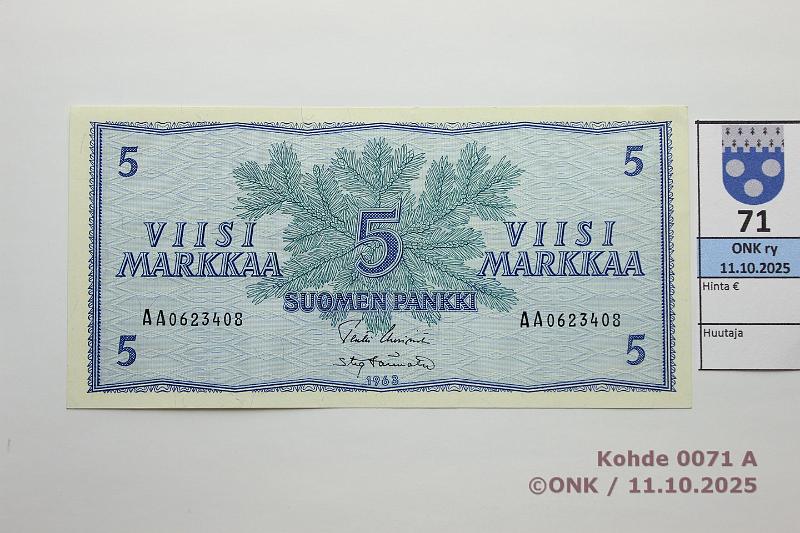 5 5
VIISI MARKKAA
5
VIISI MARKKAA
SUOMEN PANKKI
AA0623408 AA0623408
5 5
1963
71
ONK ry
11.10.2025
Hinta €
Huutaja
Kohde 0071 A
©ONK / 11.10.2025